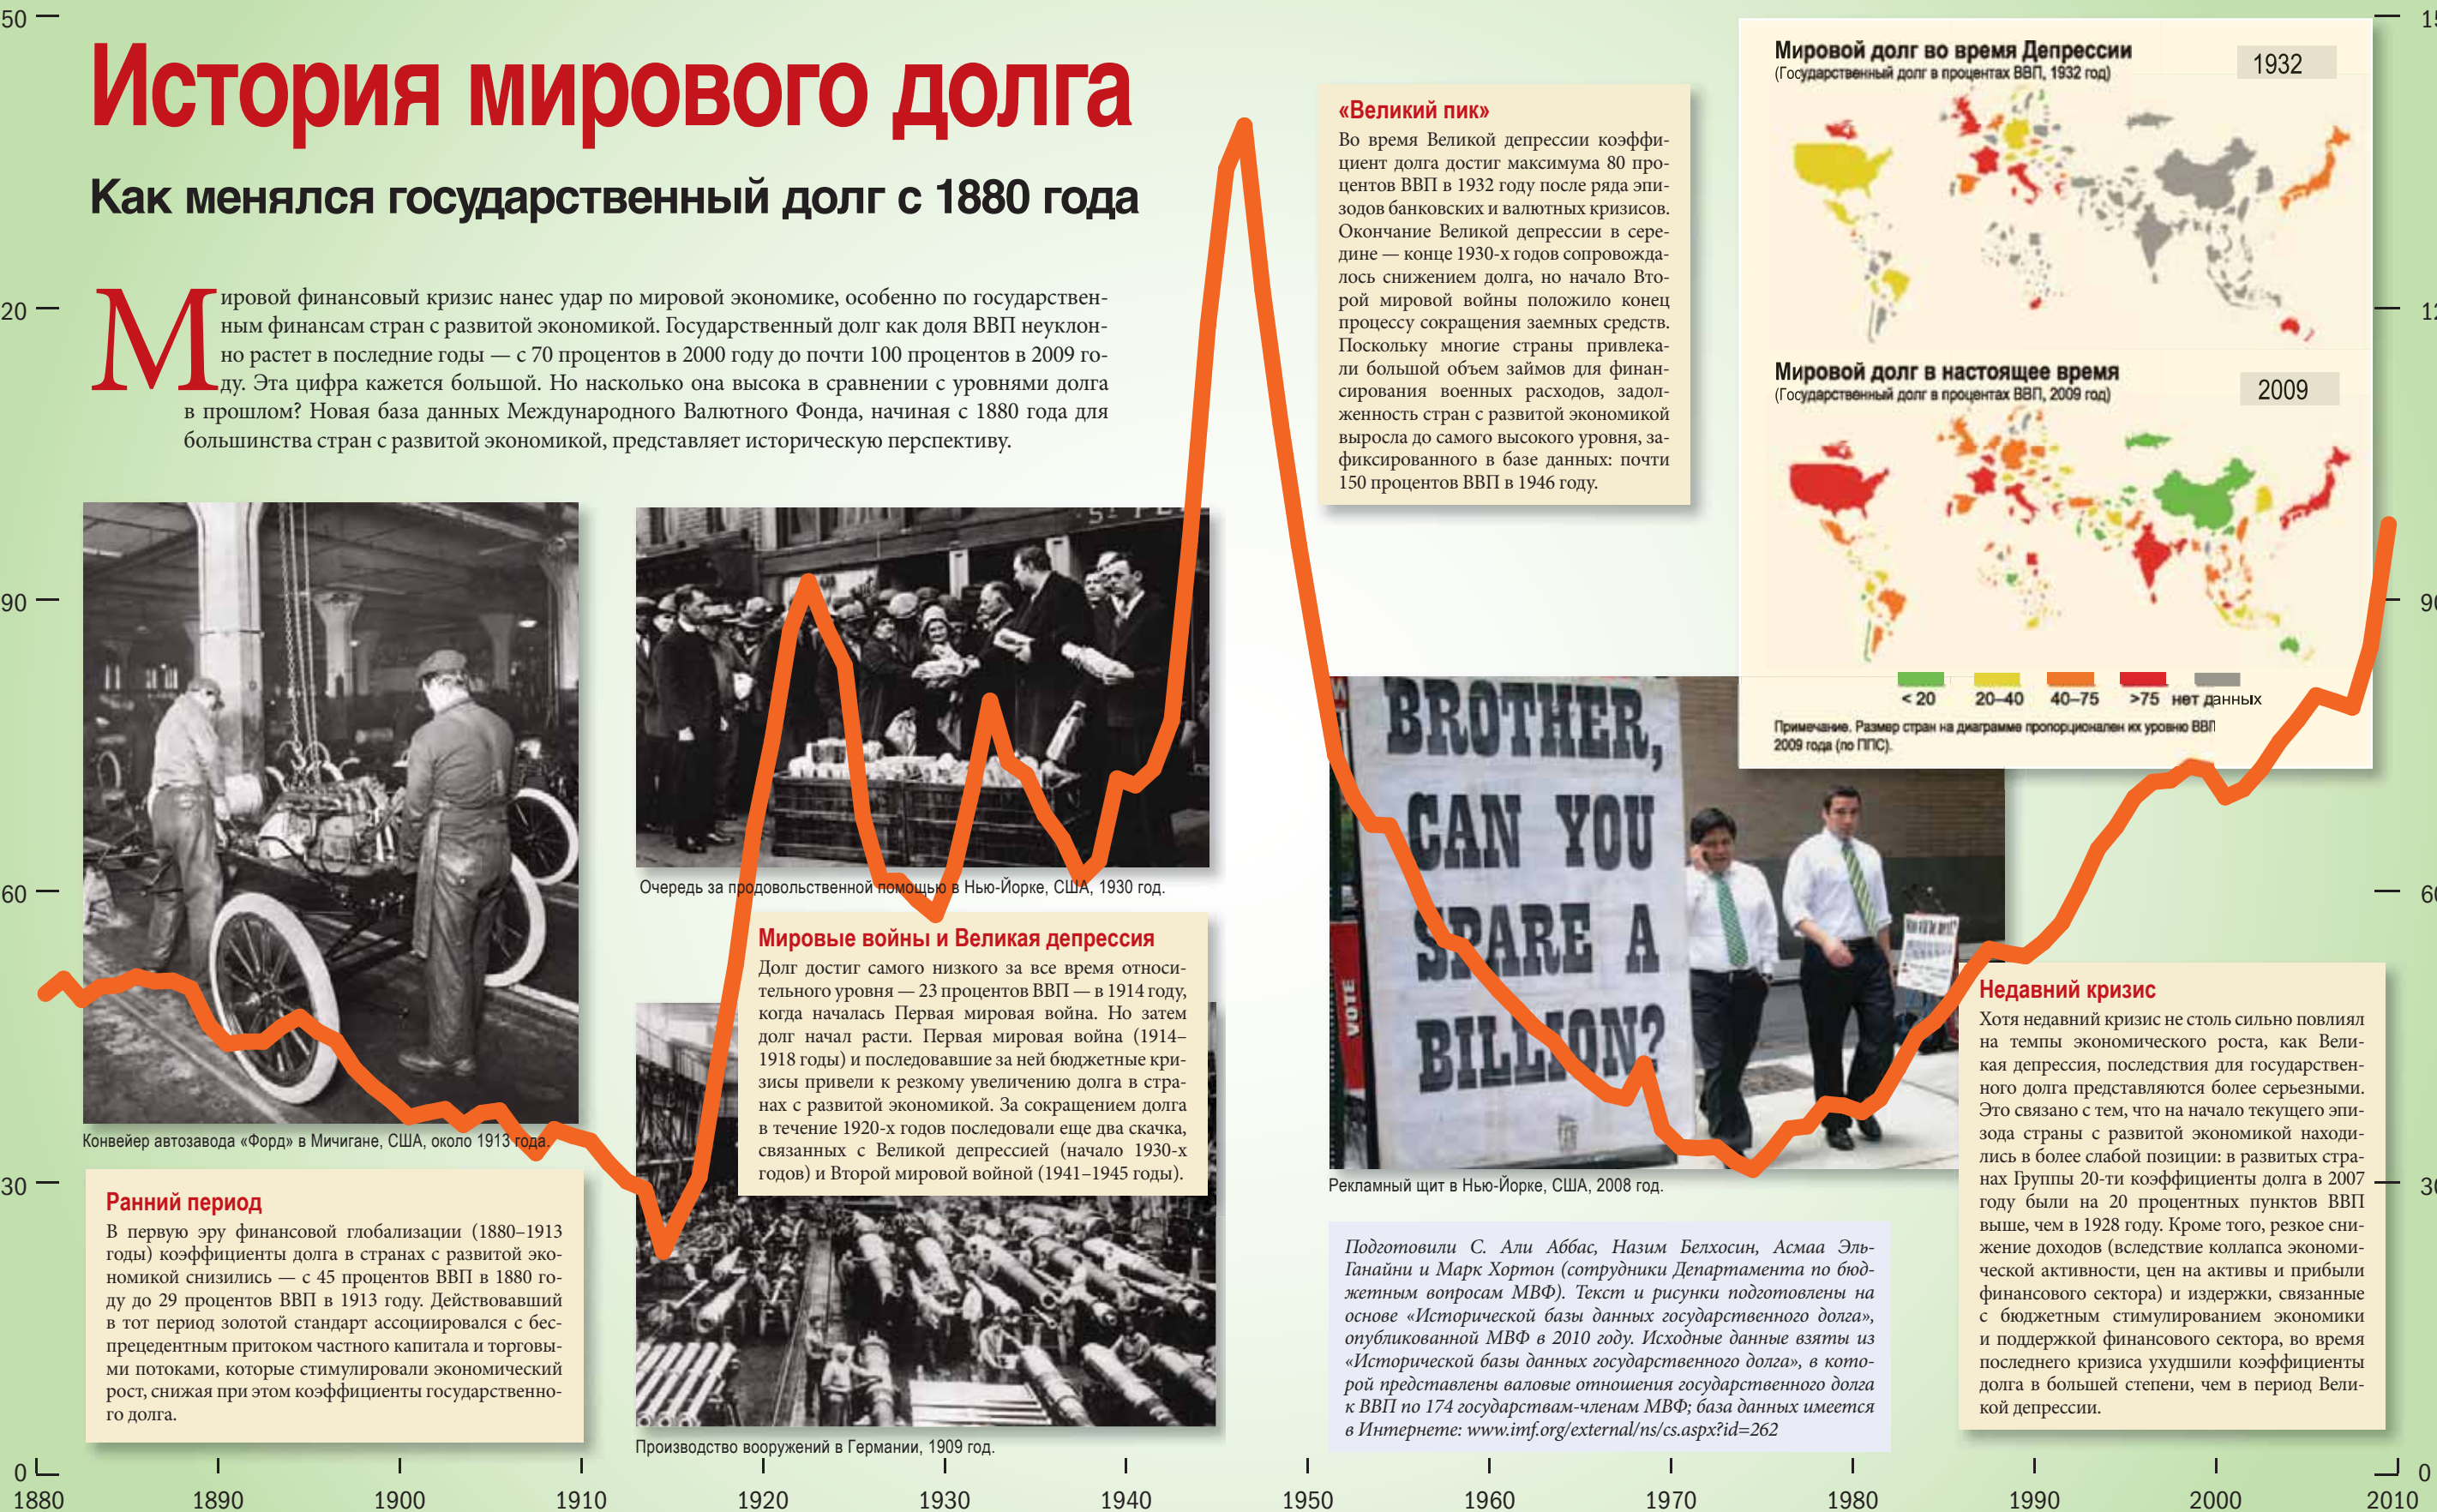 История мирового долга
Как менялся государственный долг с 1880 года
Мировой финансовый кризис нанес удар по мировой экономике, особенно по государствен-
ным финансам стран с развитой экономикой. Государственный долг как доля ВВП неуклон-
но растет в последние годы — с 70 процентов в 2000 году до почти 100 процентов в 2009 го-
ду. Эта цифра кажется большой. Но насколько она высока в сравнении с уровнями долга
в прошлом? Новая база данных Международного Валютного Фонда, начиная с 1880 года для
большинства стран с развитой экономикой, представляет историческую перспективу.
Конвейер автозавода «Форд» в Мичигане, США, около 1913 года.
Ранний период
В первую эру финансовой глобализации (1880–1913
годы) коэффициенты долга в странах с развитой эко-
номикой снизились — с 45 процентов ВВП в 1880 го-
ду до 29 процентов ВВП в 1913 году. Действовавший
в тот период золотой стандарт ассоциировался с бес-
прецедентным притоком частного капитала и торговы-
ми потоками, которые стимулировали экономический
рост, снижая при этом коэффициенты государственно-
го долга.
Очередь за продовольственной помощью в Нью-Йорке, США, 1930 год.
Мировые войны и Великая депрессия
Долг достиг самого низкого за все время относи-
тельного уровня — 23 процентов ВВП — в 1914 году,
когда началась Первая мировая война. Но затем
долг начал расти. Первая мировая война (1914–
1918 годы) и последовавшие за ней бюджетные кри-
зисы привели к резкому увеличению долга в стра-
нах с развитой экономикой. За сокращением долга
в течение 1920-х годов последовали еще два скачка,
связанных с Великой депрессией (начало 1930-х
годов) и Второй мировой войной (1941–1945 годы).
Производство вооружений в Германии, 1909 год.
«Великий пик»
Во время Великой депрессии коэффи-
циент долга достиг максимума 80 про-
центов ВВП в 1932 году после ряда эпи-
зодов банковских и валютных кризисов.
Окончание Великой депрессии в сере-
дине — конце 1930-х годов сопровожда-
лось снижением долга, но начало Вто-
рой мировой войны положило конец
процессу сокращения заемных средств.
Поскольку многие страны привлека-
ли большой объем займов для финан-
сирования военных расходов, задол-
женность стран с развитой экономикой
выросла до самого высокого уровня, за-
фиксированного в базе данных: почти
150 процентов ВВП в 1946 году.
Мировой долг во время Депрессии
(Государственный долг в процентах ВВП, 1932 год)
1932
Мировой долг в настоящее время
(Государственный долг в процентах ВВП, 2009 год)
2009
< 20 20–40 40–75 >75 нет данных
Примечание. Размер стран на диаграмме пропорционален их уровню ВВП
2009 года (по ППС).
BROTHER,
CAN YOU
SPARE A
BILLION?
VOTE
Рекламный щит в Нью-Йорке, США, 2008 год.
Подготовили С. Али Аббас, Назим Белхосин, Асмаа Эль-
Ганайни и Марк Хортон (сотрудники Департамента по бюд-
жетным вопросам МВФ). Текст и рисунки подготовлены на
основе «Исторической базы данных государственного долга»,
опубликованной МВФ в 2010 году. Исходные данные взяты из
«Исторической базы данных государственного долга», в кото-
рой представлены валовые отношения государственного долга
к ВВП по 174 государствам-членам МВФ; база данных имеется
в Интернете: www.imf.org/external/ns/cs.aspx?id=262
Недавний кризис
Хотя недавний кризис не столь сильно повлиял
на темпы экономического роста, как Вели-
кая депрессия, последствия для государствен-
ного долга представляются более серьезными.
Это связано с тем, что на начало текущего эпи-
зода страны с развитой экономикой находи-
лись в более слабой позиции: в развитых стра-
нах Группы 20-ти коэффициенты долга в 2007
году были на 20 процентных пунктов ВВП
выше, чем в 1928 году. Кроме того, резкое сни-
жение доходов (вследствие коллапса экономи-
ческой активности, цен на активы и прибыли
финансового сектора) и издержки, связанные
с бюджетным стимулированием экономики
и поддержкой финансового сектора, во время
последнего кризиса ухудшили коэффициенты
долга в большей степени, чем в период Вели-
кой депрессии.
50
20
90
60
30
0
60
30
0
1880 1890 1900 1910 1920 1930 1940 1950 1960 1970 1980 1990 2000 2010